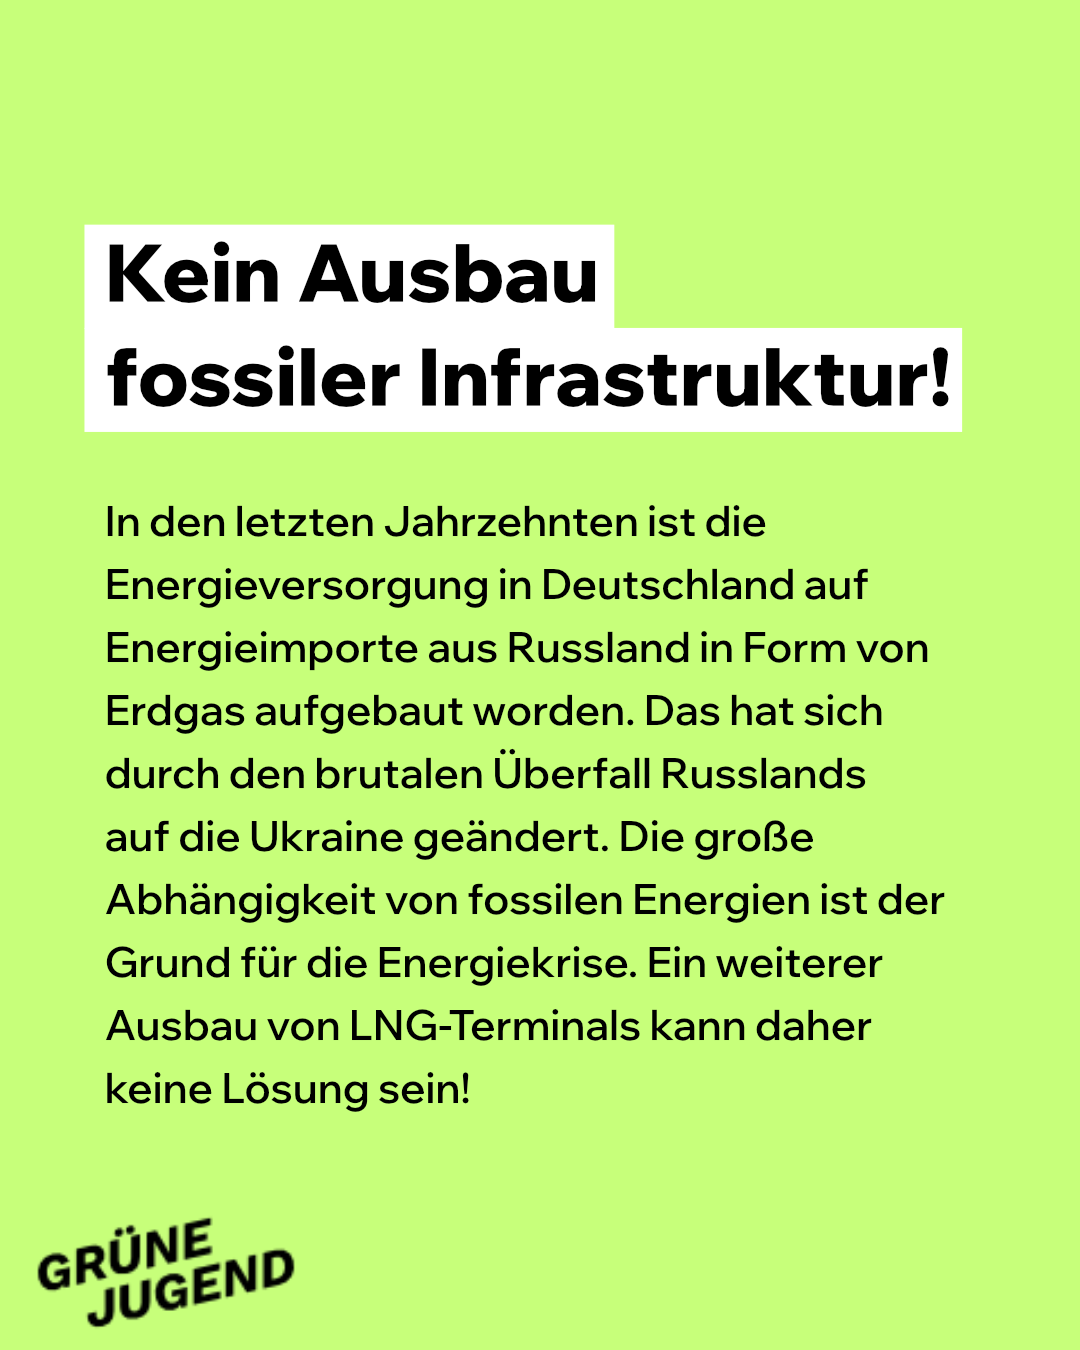 Kein Ausbau
fossiler Infrastruktur!
In den letzten Jahrzehnten ist die
Energieversorgung in Deutschland auf
Energieimporte aus Russland in Form von
Erdgas aufgebaut worden. Das hat sich
durch den brutalen Überfall Russlands
auf die Ukraine geändert. Die große
Abhängigkeit von fossilen Energien ist der
Grund für die Energiekrise. Ein weiterer
Ausbau von LNG-Terminals kann daher
keine Lösung sein!
GRÜNE
JUGEND